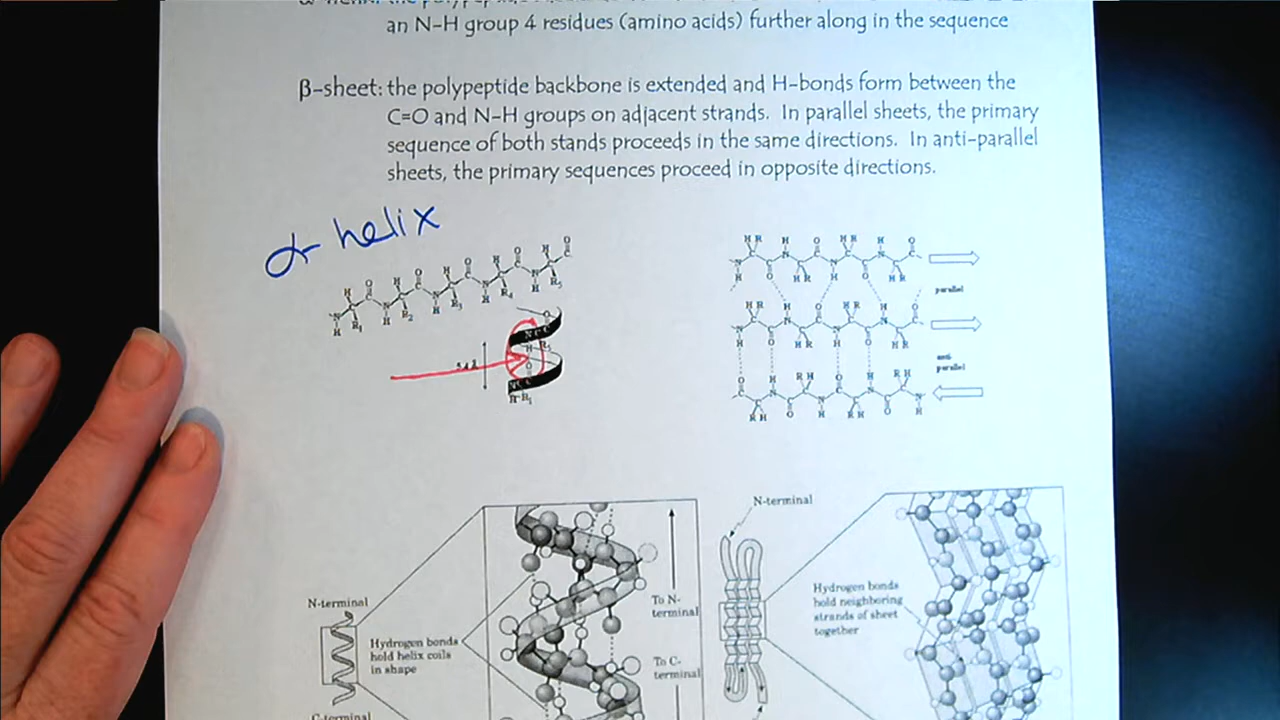 an N-H group 4 residues (amino acids) further along in the sequence
β-sheet: the polypeptide backbone is extended and H-bonds form between the
C=O and N-H groups on adjacent strands. In parallel sheets, the primary
sequence of both stands proceeds in the same directions. In anti-parallel
sheets, the primary sequences proceed in opposite directions.
α helix
parallel
anti
parallel
N-terminal
Hydrogen bonds
hold helix coils
in shape
C-terminal
To N-
terminal
To C-
terminal
N-terminal
Hydrogen bonds
hold neighboring
strands of sheet
together